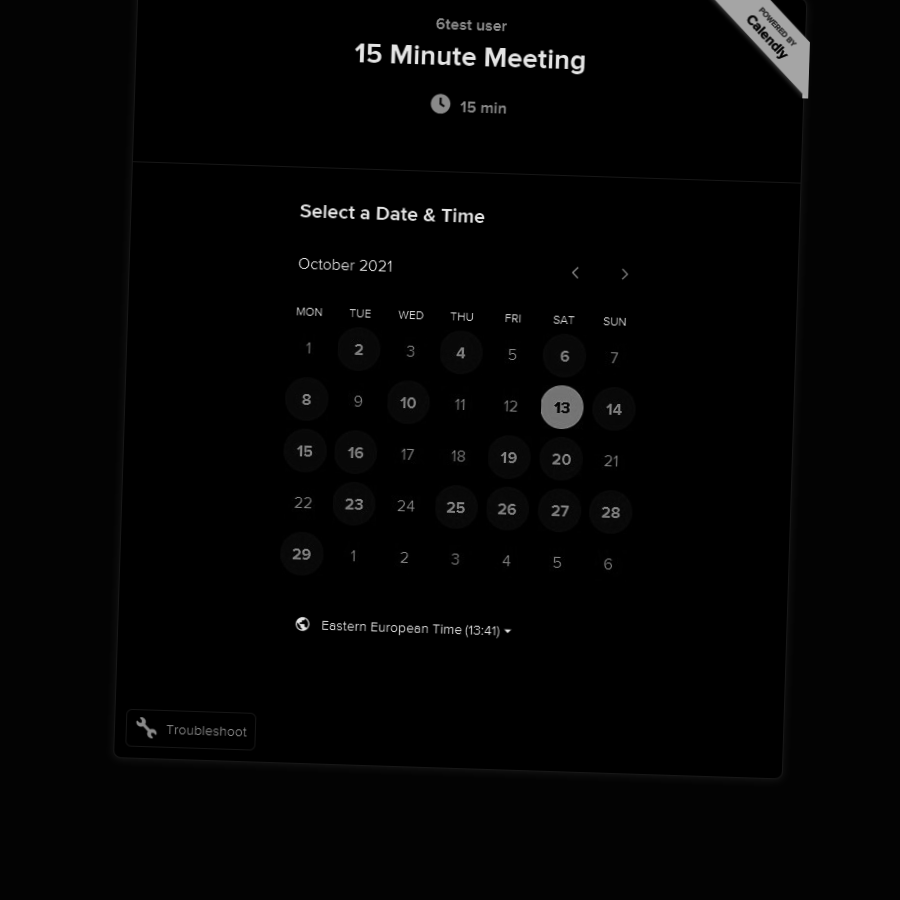 POWERED BY
Calendly
6test user
15 Minute Meeting
15 min
Select a Date & Time
October 2021
MON TUE WED THU FRI SAT SUN
1 2 3 4 5 6 7
8 9 10 11 12 13 14
15 16 17 18 19 20 21
22 23 24 25 26 27 28
29 1 2 3 4 5 6
Eastern European Time (13:41)
Troubleshoot